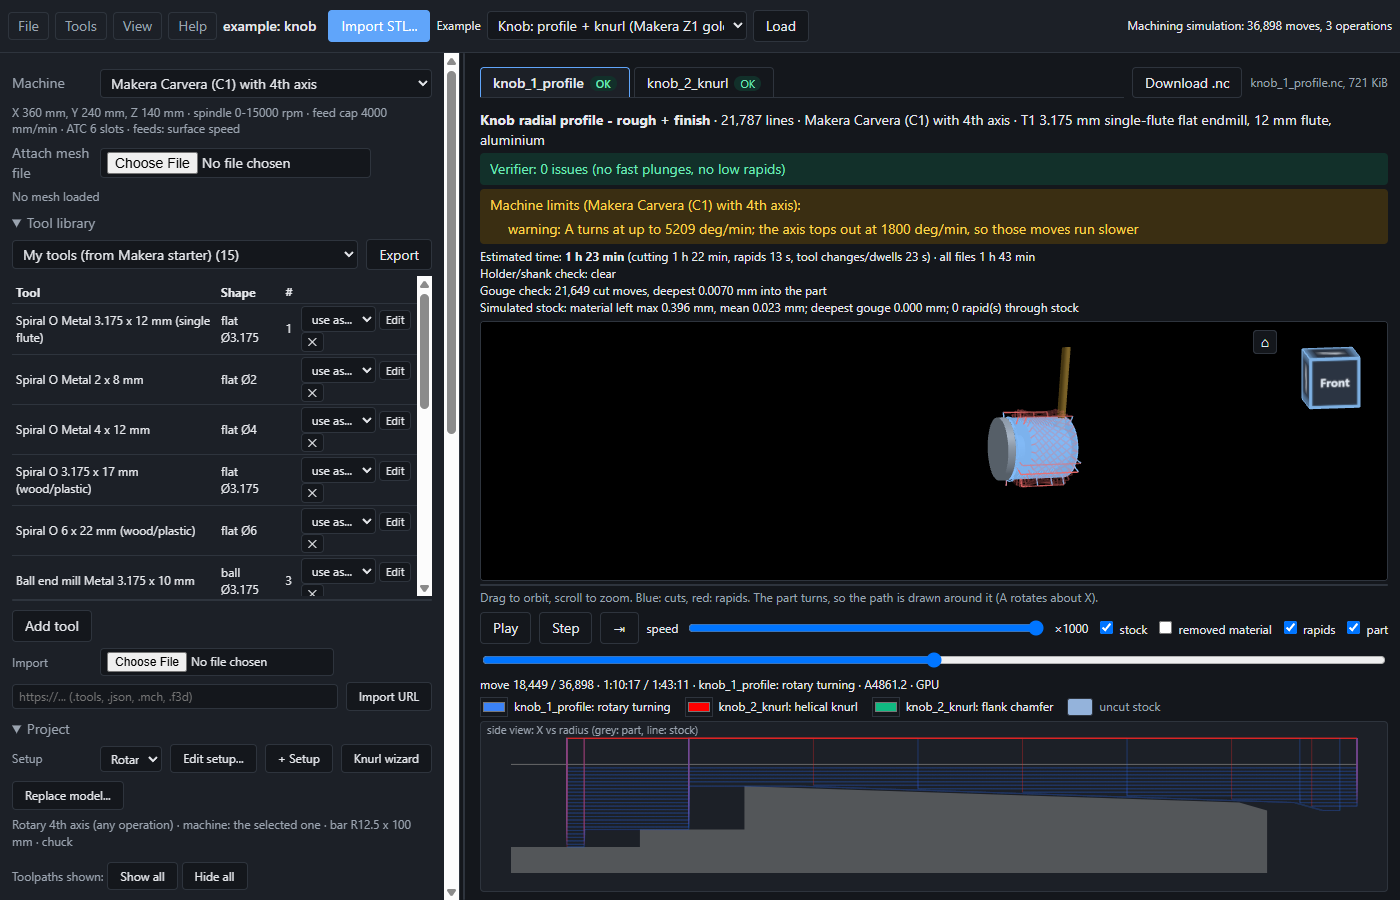 File Tools View Help example: knob Import STL... Example Knob: profile + knurl (Makera Z1 gol Load Machining simulation: 36,898 moves, 3 operations
Machine Makera Carvera (C1) with 4th axis
X 360 mm, Y 240 mm, Z 140 mm · spindle 0-15000 rpm · feed cap 4000
mm/min · ATC 6 slots · feeds: surface speed
Attach mesh
file
Choose File No file chosen
No mesh loaded
▼ Tool library
My tools (from Makera starter) (15) Export
Tool Shape #
Spiral O Metal 3.175 x 12 mm (single
flute)
flat
Ø3.175
1 use as... Edit
×
Spiral O Metal 2 x 8 mm flat Ø2 use as... Edit
×
Spiral O Metal 4 x 12 mm flat Ø4 use as... Edit
×
Spiral O 3.175 x 17 mm
(wood/plastic)
flat
Ø3.175
use as... Edit
×
Spiral O 6 x 22 mm (wood/plastic) flat Ø6 use as... Edit
×
Ball end mill Metal 3.175 x 10 mm ball
Ø3.175
3 use as... Edit
×
Add tool
Import Choose File No file chosen
https://... (.tools, .json, .mch, .f3d) Import URL
▼ Project
Setup Rotar Edit setup... + Setup Knurl wizard
Replace model...
Rotary 4th axis (any operation) · machine: the selected one · bar R12.5 x 100
mm · chuck
Toolpaths shown: Show all Hide all
knob_1_profile OK knob_2_knurl OK Download .nc knob_1_profile.nc, 721 KiB
Knob radial profile - rough + finish · 21,787 lines · Makera Carvera (C1) with 4th axis · T1 3.175 mm single-flute flat endmill, 12 mm flute,
aluminium
Verifier: 0 issues (no fast plunges, no low rapids)
Machine limits (Makera Carvera (C1) with 4th axis):
warning: A turns at up to 5209 deg/min; the axis tops out at 1800 deg/min, so those moves run slower
Estimated time: 1 h 23 min (cutting 1 h 22 min, rapids 13 s, tool changes/dwells 23 s) · all files 1 h 43 min
Holder/shank check: clear
Gouge check: 21,649 cut moves, deepest 0.0070 mm into the part
Simulated stock: material left max 0.396 mm, mean 0.023 mm; deepest gouge 0.000 mm; 0 rapid(s) through stock
⌂
Front
Drag to orbit, scroll to zoom. Blue: cuts, red: rapids. The part turns, so the path is drawn around it (A rotates about X).
Play Step ⇥ speed ×1000 stock removed material rapids part
move 18,449 / 36,898 · 1:10:17 / 1:43:11 · knob_1_profile: rotary turning · A4861.2 · GPU
knob_1_profile: rotary turning knob_2_knurl: helical knurl knob_2_knurl: flank chamfer uncut stock
side view: X vs radius (grey: part, line: stock)